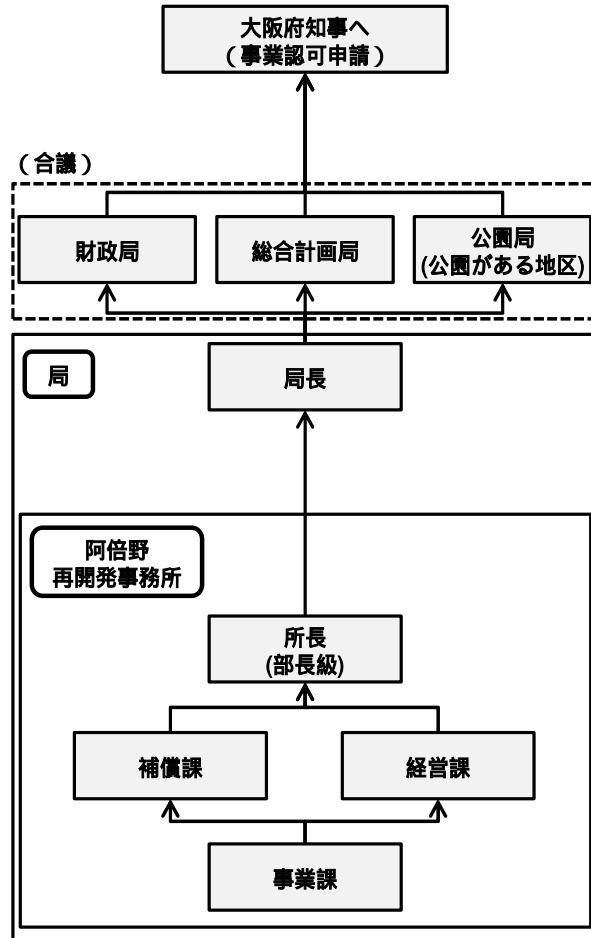 大阪府知事へ
（事業認可申請）
（合議）
財政局
総合計画局
公園局
(公園がある地区)
局
局長
阿倍野
再開発事務所
所長
(部長級)
補償課
経営課
事業課